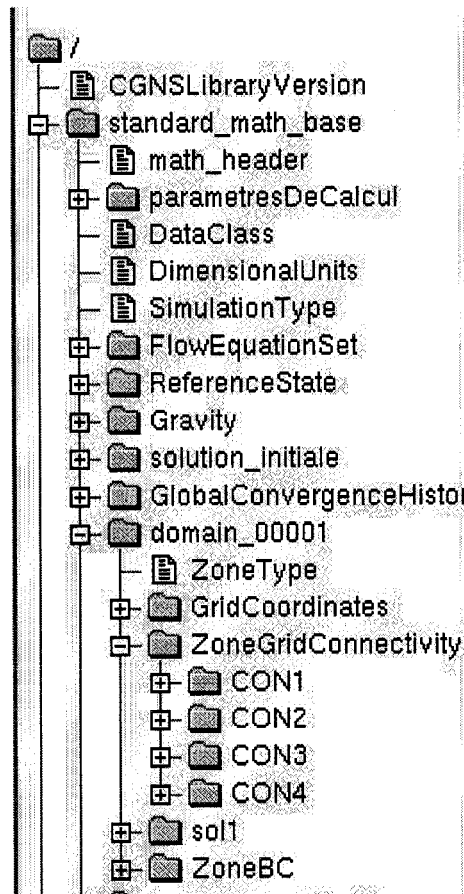 /
CGNSLibraryVersion
standard_math_base
math_header
parametresDeCalcul
DataClass
DimensionalUnits
SimulationType
FlowEquationSet
ReferenceState
Gravity
solution_initiale
GlobalConvergenceHistor
domain_00001
ZoneType
GridCoordinates
ZoneGridConnectivity
CON1
CON2
CON3
CON4
sol1
ZoneBC